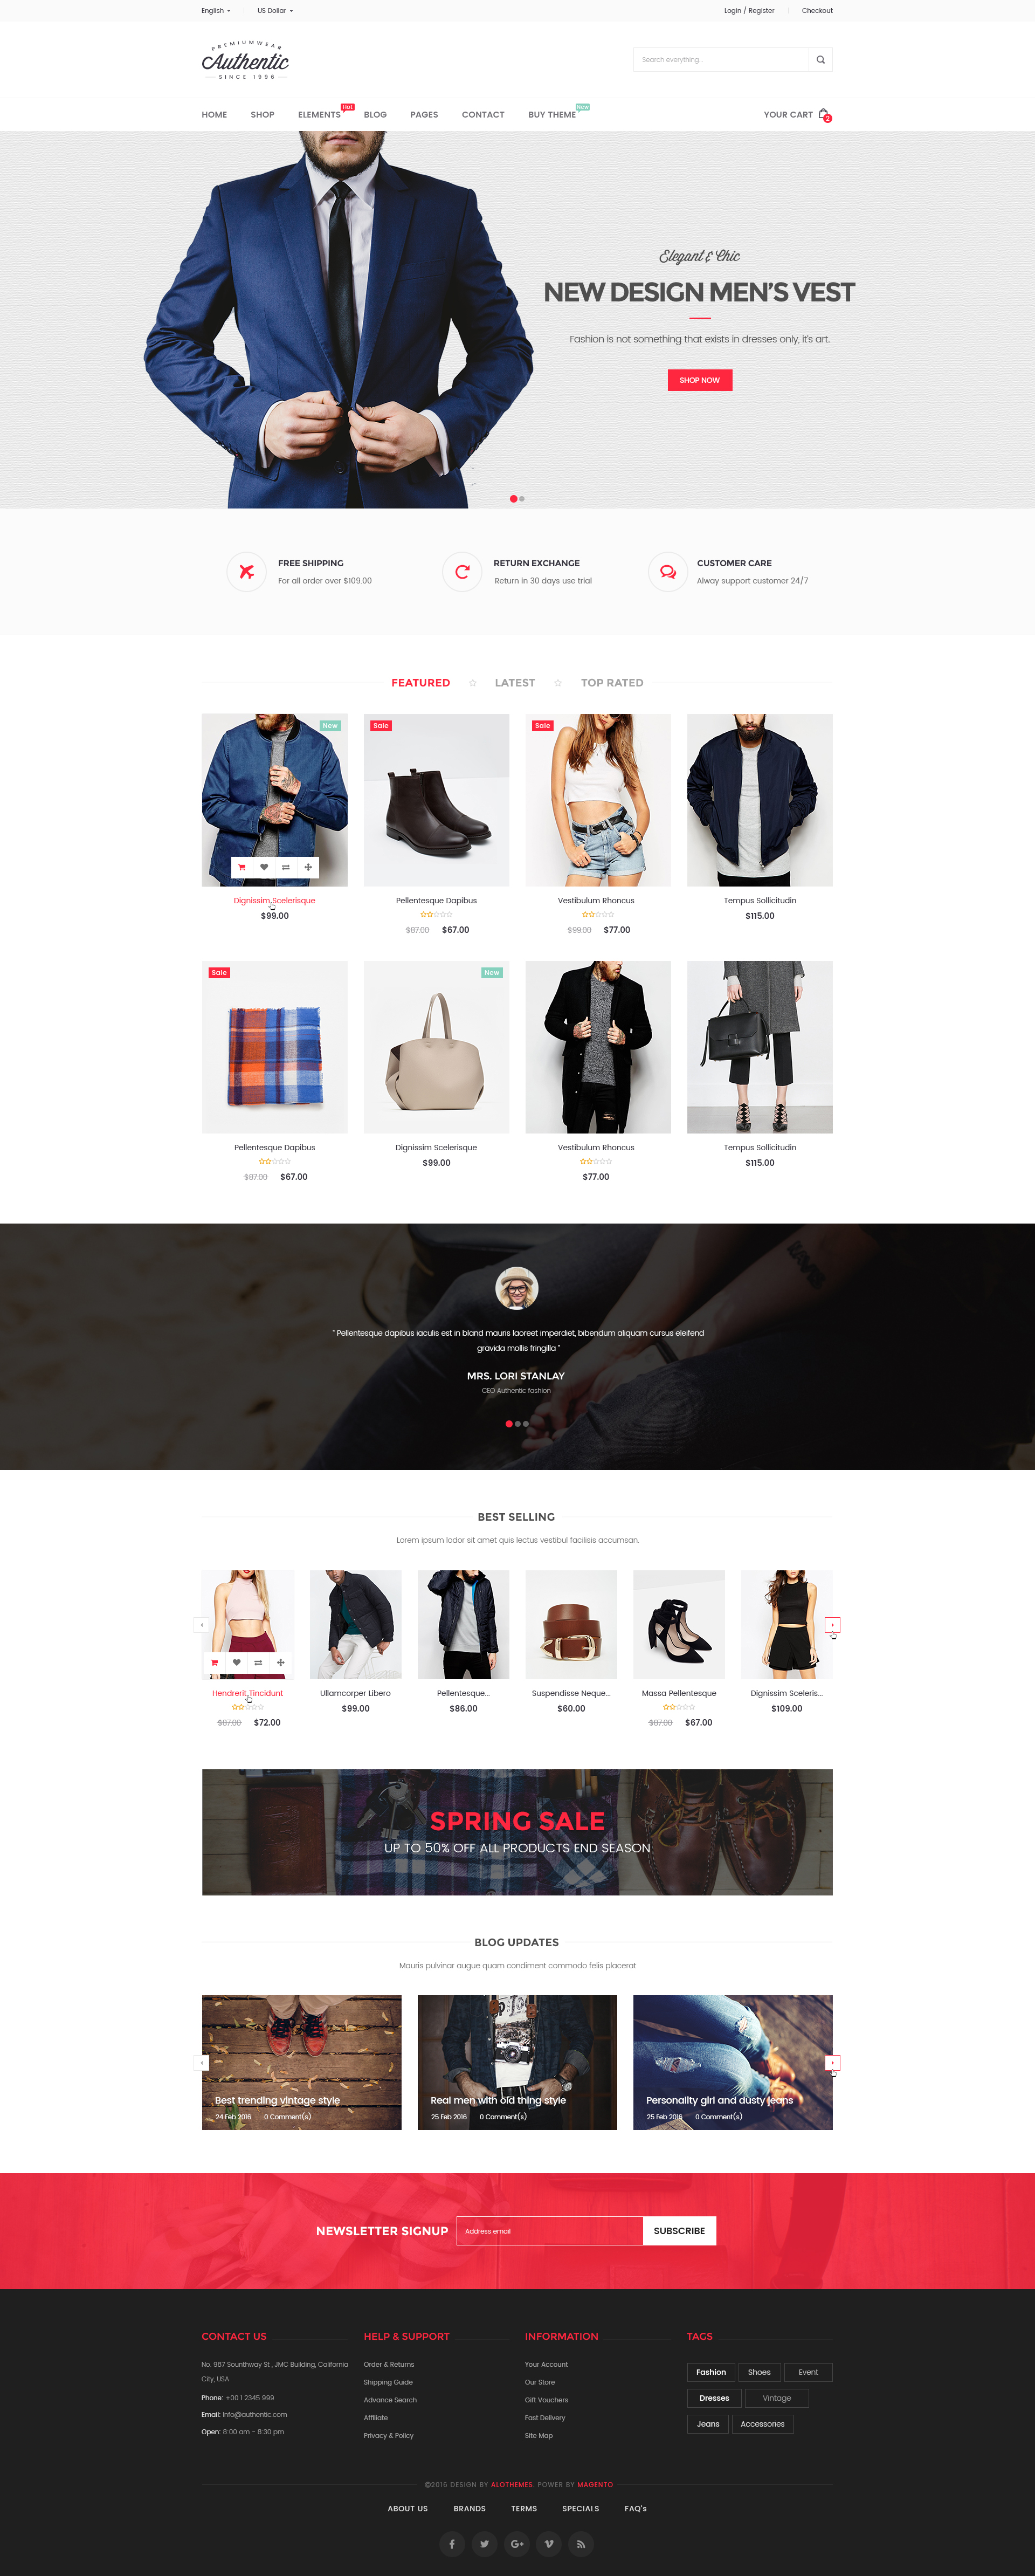 English
US Dollar
Login / Register
Checkout
PREMIUMWEAR
Authentic
SINCE 1996
Search everything
HOME
SHOP
ELEMENTS
Hot
BLOG
PAGES
CONTACT
BUY THEME
New
YOUR CART
2
Elegant & Chic
NEW DESIGN MEN'S VEST
Fashion is not something that exists in dresses only, it's art.
SHOP NOW
FREE SHIPPING
For all order over $109.00
RETURN EXCHANGE
Return in 30 days use trial
CUSTOMER CARE
Alway support customer 24/7
FEATURED
LATEST
TOP RATED
New
Sale
Sale
Dignissim Scelerisque
$99.00
Pellentesque Dapibus
$87.00 $67.00
Vestibulum Rhoncus
$99.00 $77.00
Tempus Sollicitudin
$115.00
Sale
New
Pellentesque Dapibus
$87.00 $67.00
Dignissim Scelerisque
$99.00
Vestibulum Rhoncus
$77.00
Tempus Sollicitudin
$115.00
" Pellentesque dapibus iaculis est in bland mauris laoreet imperdiet, bibendum aliquam cursus eleifend
gravida mollis fringilla "
MRS. LORI STANLAY
CEO Authentic fashion
BEST SELLING
Lorem ipsum lodor sit amet quis lectus vestibul facilisis accumsan.
Hendrerit Tincidunt
$87.00 $72.00
Ullamcorper Libero
$99.00
Pellentesque...
$86.00
Suspendisse Neque...
$60.00
Massa Pellentesque
$87.00 $67.00
Dignissim Sceleris...
$109.00
SPRING SALE
UP TO 50% OFF ALL PRODUCTS END SEASON
BLOG UPDATES
Mauris pulvinar augue quam condiment commodo felis placerat
Best trending vintage style
24 Feb 2016 0 Comment(s)
Real men with old thing style
25 Feb 2016 0 Comment(s)
Personality girl and dusty jeans
25 Feb 2016 0 Comment(s)
NEWSLETTER SIGNUP
Address email
SUBSCRIBE
CONTACT US
No. 987 Sounthway St , JMC Building, California
City, USA
Phone: +00 1 2345 999
Email: info@authentic.com
Open: 8:00 am - 8:30 pm
HELP & SUPPORT
Order & Returns
Shipping Guide
Advance Search
Affiliate
Privacy & Policy
INFORMATION
Your Account
Our Store
Gift Vouchers
Fast Delivery
Site Map
TAGS
Fashion
Shoes
Event
Dresses
Vintage
Jeans
Accessories
©2016 DESIGN BY ALOTHEMES. POWER BY MAGENTO
ABOUT US
BRANDS
TERMS
SPECIALS
FAQ's